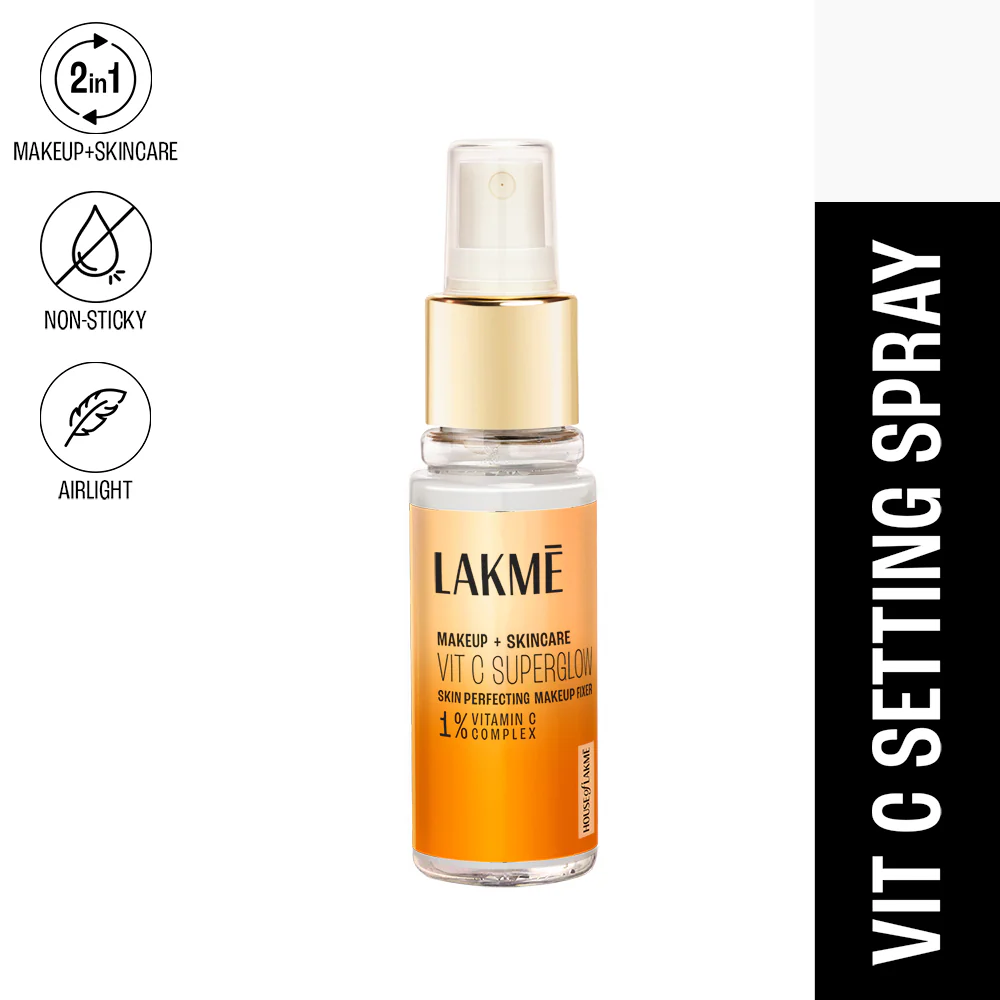 2in1
MAKEUP+SKINCARE
NON-STICKY
AIRLIGHT
LAKMĒ
MAKEUP + SKINCARE
VIT C SUPERGLOW
SKIN PERFECTING MAKEUP FIXER
1% VITAMIN C
COMPLEX
HOUSE of LAKMĒ
VIT C SETTING SPRAY